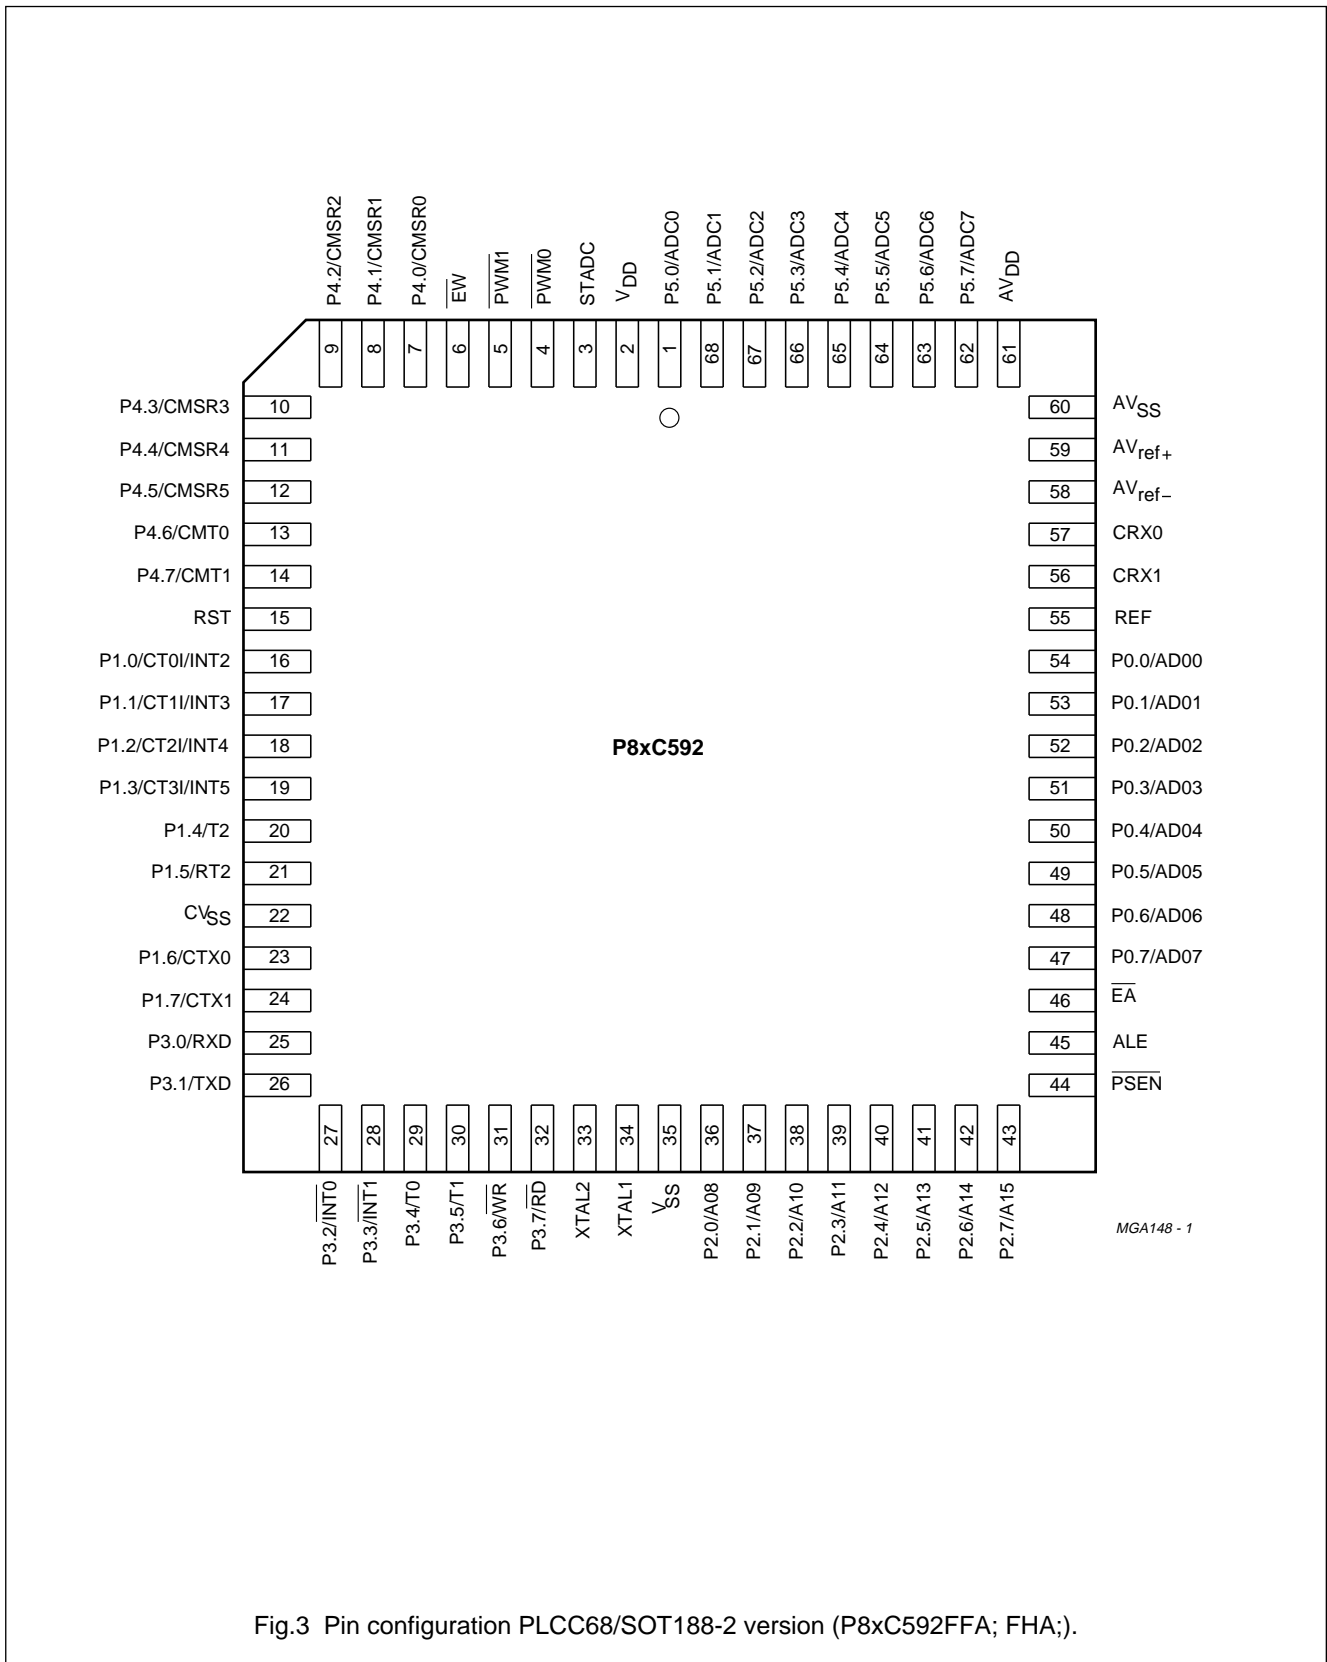 P4.2/CMSR2
P4.1/CMSR1
P4.0/CMSR0
EW
PWM1
PWM0
STADC
VDD
P5.0/ADC0
P5.1/ADC1
P5.2/ADC2
P5.3/ADC3
P5.4/ADC4
P5.5/ADC5
P5.6/ADC6
P5.7/ADC7
AVDD
9 8 7 6 5 4 3 2 1 68 67 66 65 64 63 62 61
P4.3/CMSR3 10
P4.4/CMSR4 11
P4.5/CMSR5 12
P4.6/CMT0 13
P4.7/CMT1 14
RST 15
P1.0/CT0I/INT2 16
P1.1/CT1I/INT3 17
P1.2/CT2I/INT4 18
P1.3/CT3I/INT5 19
P1.4/T2 20
P1.5/RT2 21
CVSS 22
P1.6/CTX0 23
P1.7/CTX1 24
P3.0/RXD 25
P3.1/TXD 26
P8xC592
60 AVSS
59 AVref+
58 AVref−
57 CRX0
56 CRX1
55 REF
54 P0.0/AD00
53 P0.1/AD01
52 P0.2/AD02
51 P0.3/AD03
50 P0.4/AD04
49 P0.5/AD05
48 P0.6/AD06
47 P0.7/AD07
46 EA
45 ALE
44 PSEN
27 28 29 30 31 32 33 34 35 36 37 38 39 40 41 42 43
P3.2/INT0
P3.3/INT1
P3.4/T0
P3.5/T1
P3.6/WR
P3.7/RD
XTAL2
XTAL1
VSS
P2.0/A08
P2.1/A09
P2.2/A10
P2.3/A11
P2.4/A12
P2.5/A13
P2.6/A14
P2.7/A15
MGA148 - 1
Fig.3 Pin configuration PLCC68/SOT188-2 version (P8xC592FFA; FHA;).